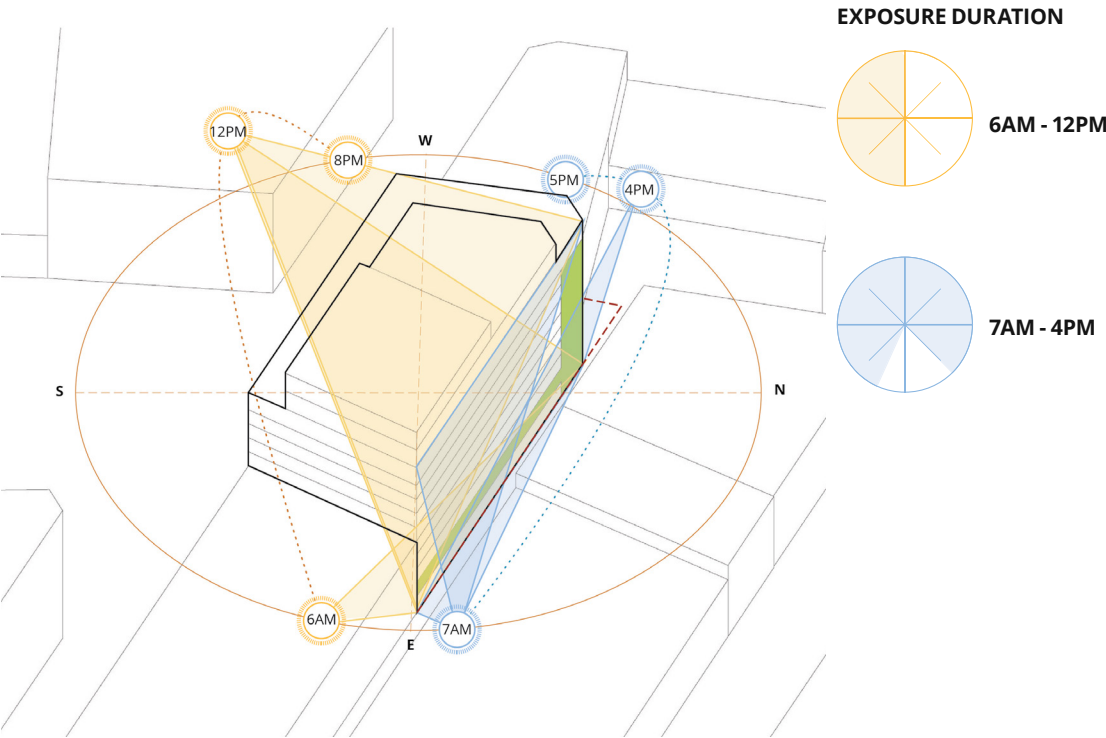 EXPOSURE DURATION
6AM - 12PM
7AM - 4PM
12PM
8PM
W
5PM
4PM
S
N
6AM
7AM
E